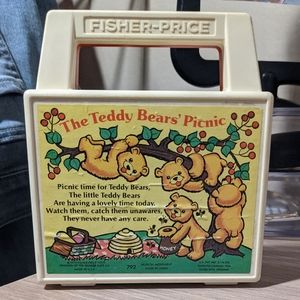 FISHER-PRICE
The Teddy Bears' Picnic
Picnic time for Teddy Bears,
The little Teddy Bears
Are having a lovely time today.
Watch them, catch them unawares,
They never have any care.
HONEY
792